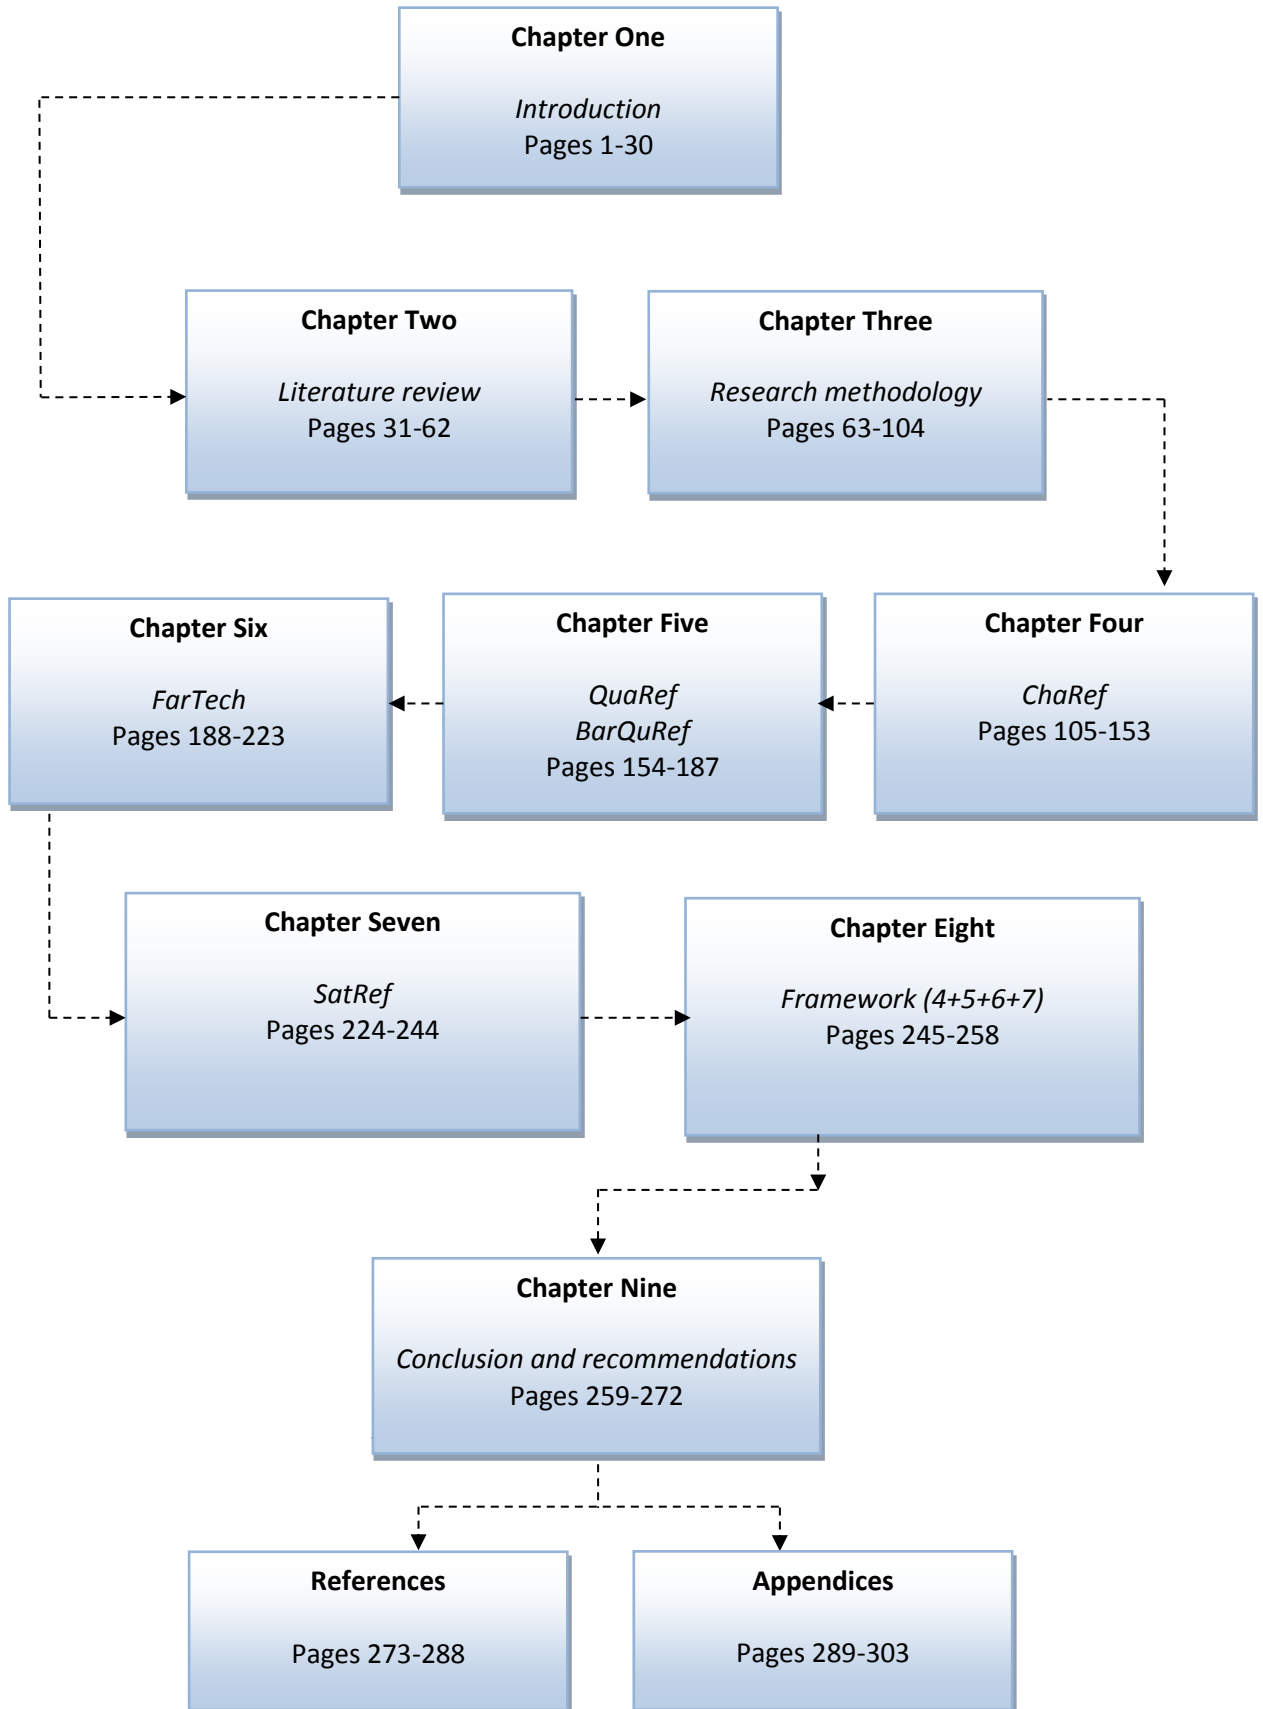 Chapter One
Introduction
Pages 1-30
Chapter Two
Literature review
Pages 31-62
Chapter Three
Research methodology
Pages 63-104
Chapter Four
ChaRef
Pages 105-153
Chapter Five
QuaRef
BarQuRef
Pages 154-187
Chapter Six
FarTech
Pages 188-223
Chapter Seven
SatRef
Pages 224-244
Chapter Eight
Framework (4+5+6+7)
Pages 245-258
Chapter Nine
Conclusion and recommendations
Pages 259-272
References
Pages 273-288
Appendices
Pages 289-303